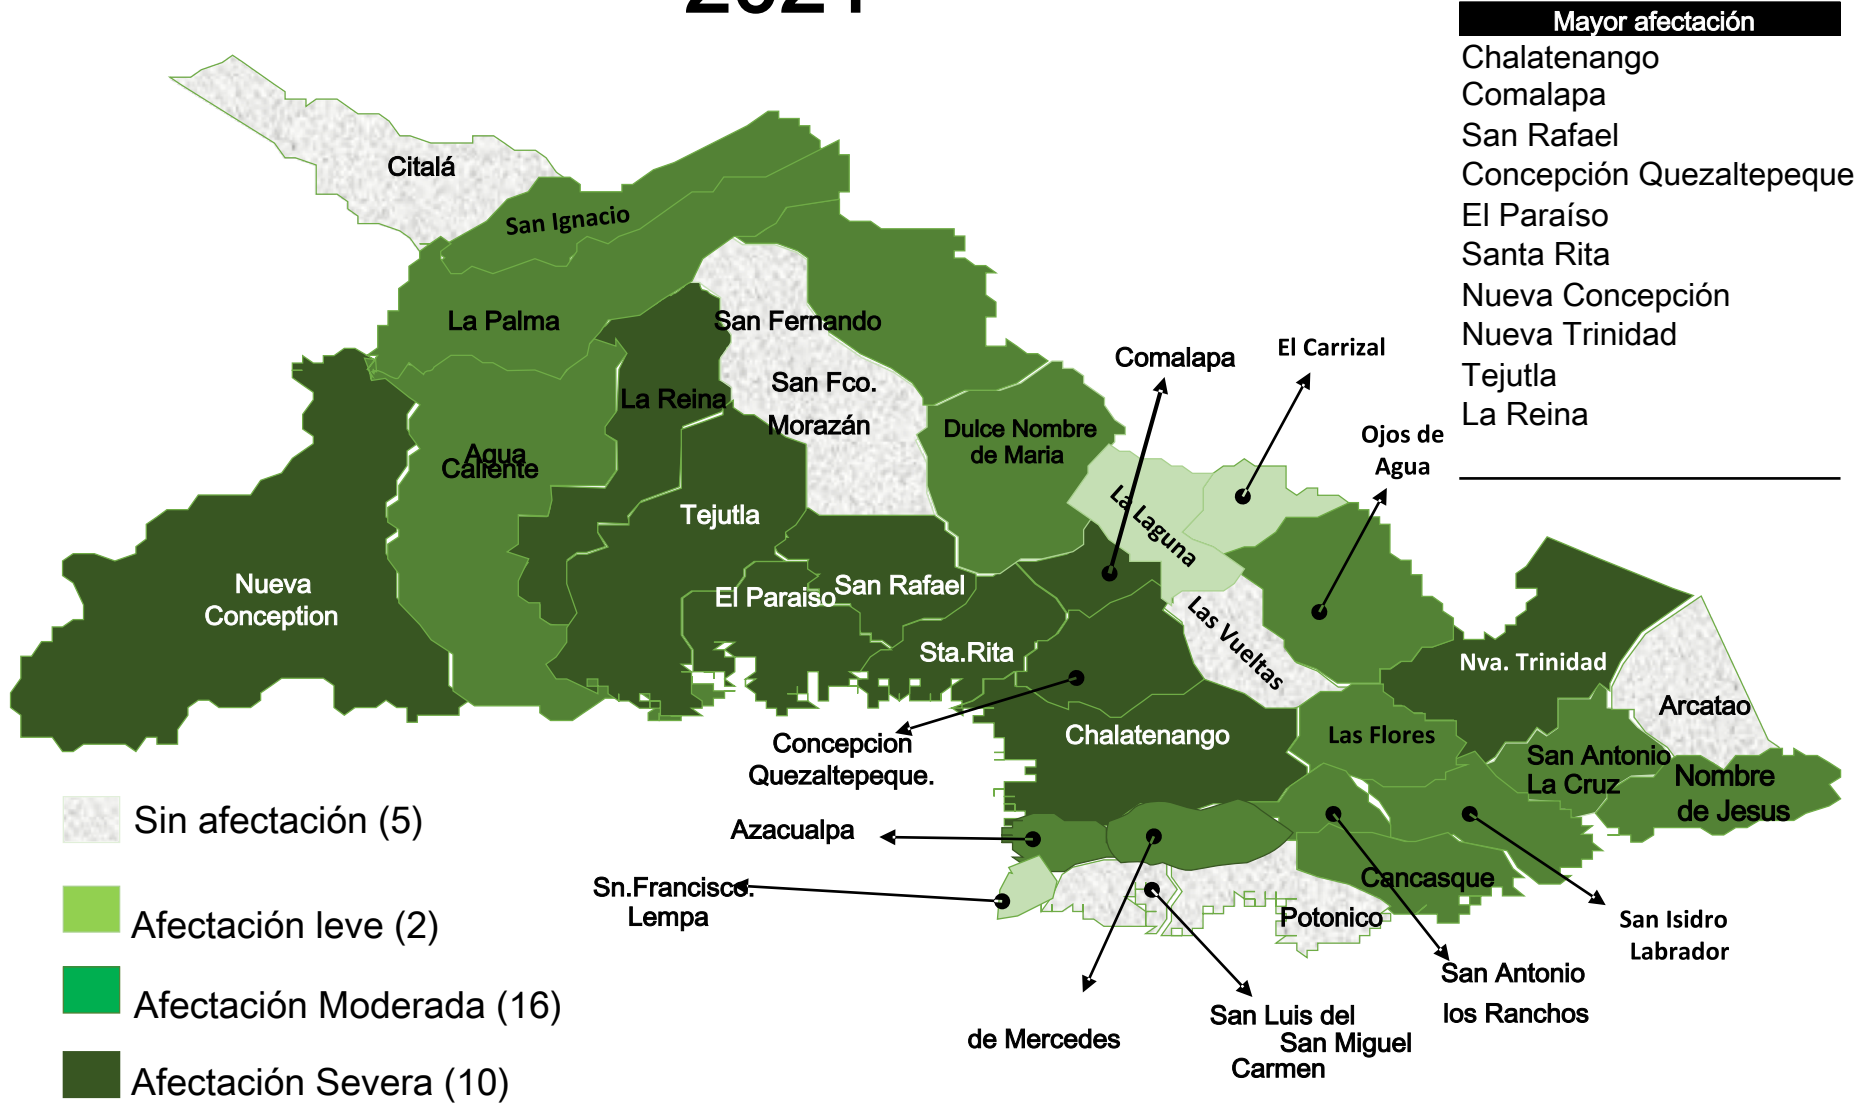 2021
Mayor afectación
Chalatenango
Comalapa
San Rafael
Concepción Quezaltepeque
El Paraíso
Santa Rita
Nueva Concepción
Nueva Trinidad
Tejutla
La Reina
Citalá
San Ignacio
La Palma
San Fernando
San Fco.
Morazán
La Reina
Agua
Caliente
Dulce Nombre
de Maria
Comalapa
El Carrizal
Ojos de
Agua
La Laguna
Tejutla
Nueva
Conception
El Paraiso
San Rafael
Sta.Rita
Las Vueltas
Nva. Trinidad
Arcatao
Chalatenango
Las Flores
San Antonio
La Cruz
Nombre
de Jesus
Concepcion
Quezaltepeque.
Azacualpa
Sn.Francisco.
Lempa
Cancasque
Potonico
San Isidro
Labrador
San Antonio
los Ranchos
San Luis del
Carmen
San Miguel
de Mercedes
Sin afectación (5)
Afectación leve (2)
Afectación Moderada (16)
Afectación Severa (10)